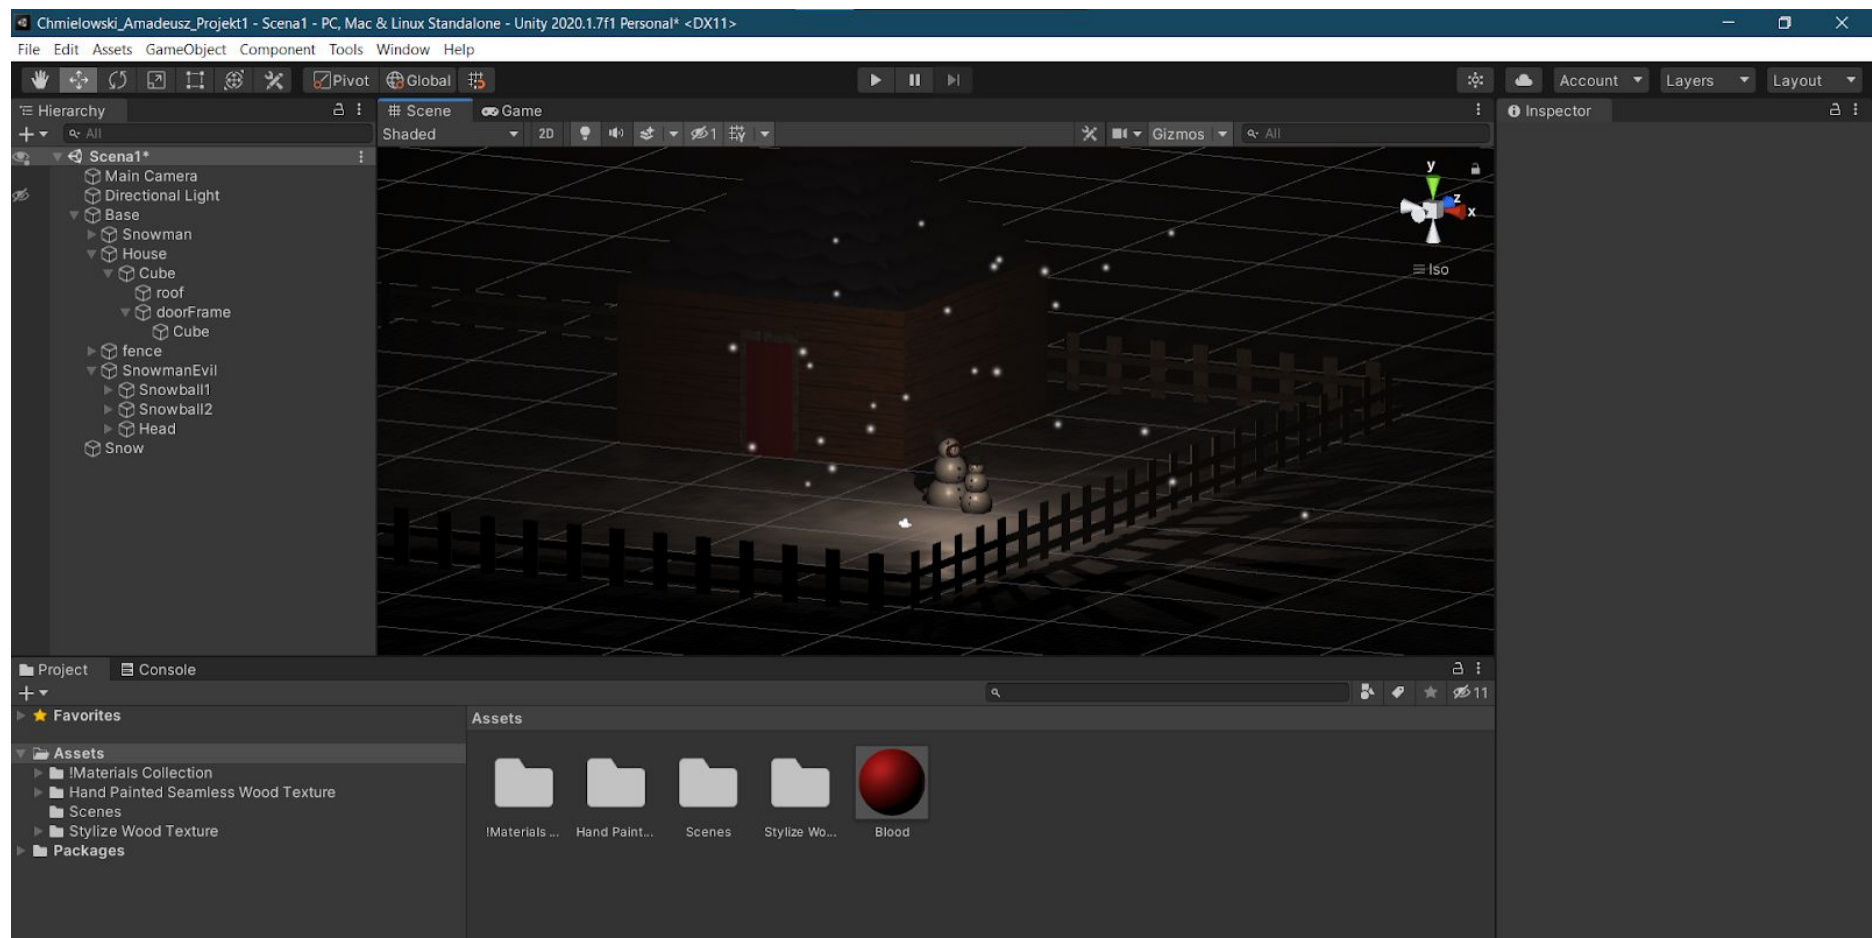 Chmielowski_Amadeusz_Projekt1 - Scena1 - PC, Mac & Linux Standalone - Unity 2020.1.7f1 Personal* <DX11>
File Edit Assets GameObject Component Tools Window Help
Pivot Global Account Layers Layout
Hierarchy
All
Scena1*
Main Camera
Directional Light
Base
Snowman
House
Cube
roof
doorFrame
Cube
fence
SnowmanEvil
Snowball1
Snowball2
Head
Snow
Scene Game
Shaded 2D 1 Gizmos All
y
z
x
Iso
Inspector
Project Console
11
Favorites
Assets
!Materials Collection
Hand Painted Seamless Wood Texture
Scenes
Stylize Wood Texture
Packages
Assets
!Materials ... Hand Paint... Scenes Stylize Wo... Blood